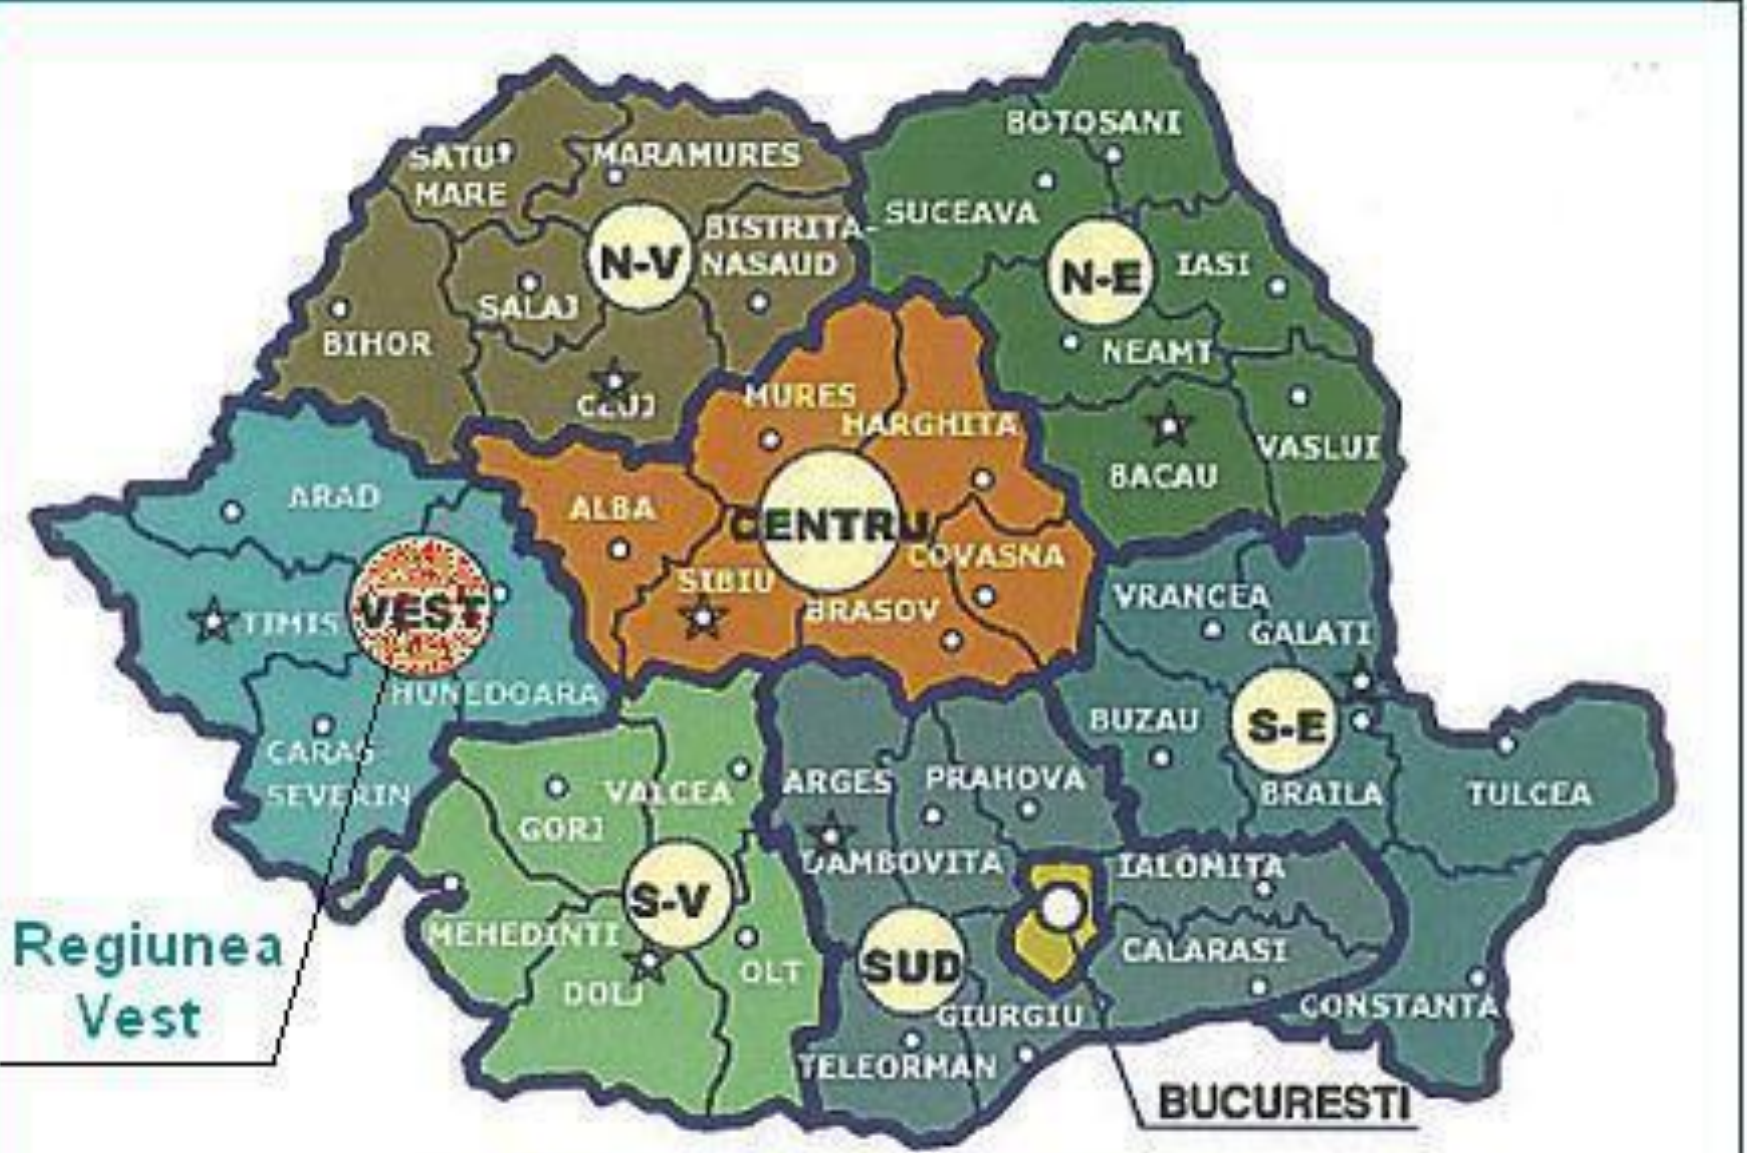 BOTOSANI
SATU
MARE
MARAMURES
SUCEAVA
BISTRITA-
NASAUD
N-V
N-E
IASI
SALAJ
BIHOR
NEAMT
CLUJ
MURES
HARGHITA
VASLUI
BACAU
ARAD
ALBA
CENTRU
COVASNA
SIBIU
BRASOV
VRANCEA
GALATI
TIMIS
VEST
HUNEDOARA
BUZAU
S-E
CARAS
SEVERIN
ARGES
PRAHOVA
VALCEA
BRAILA
TULCEA
GORJ
DAMBOVITA
IALOMITA
S-V
MEHEDINTI
Regiunea
Vest
DOLJ
OLT
SUD
CALARASI
CONSTANTA
GIURGIU
TELEORMAN
BUCURESTI